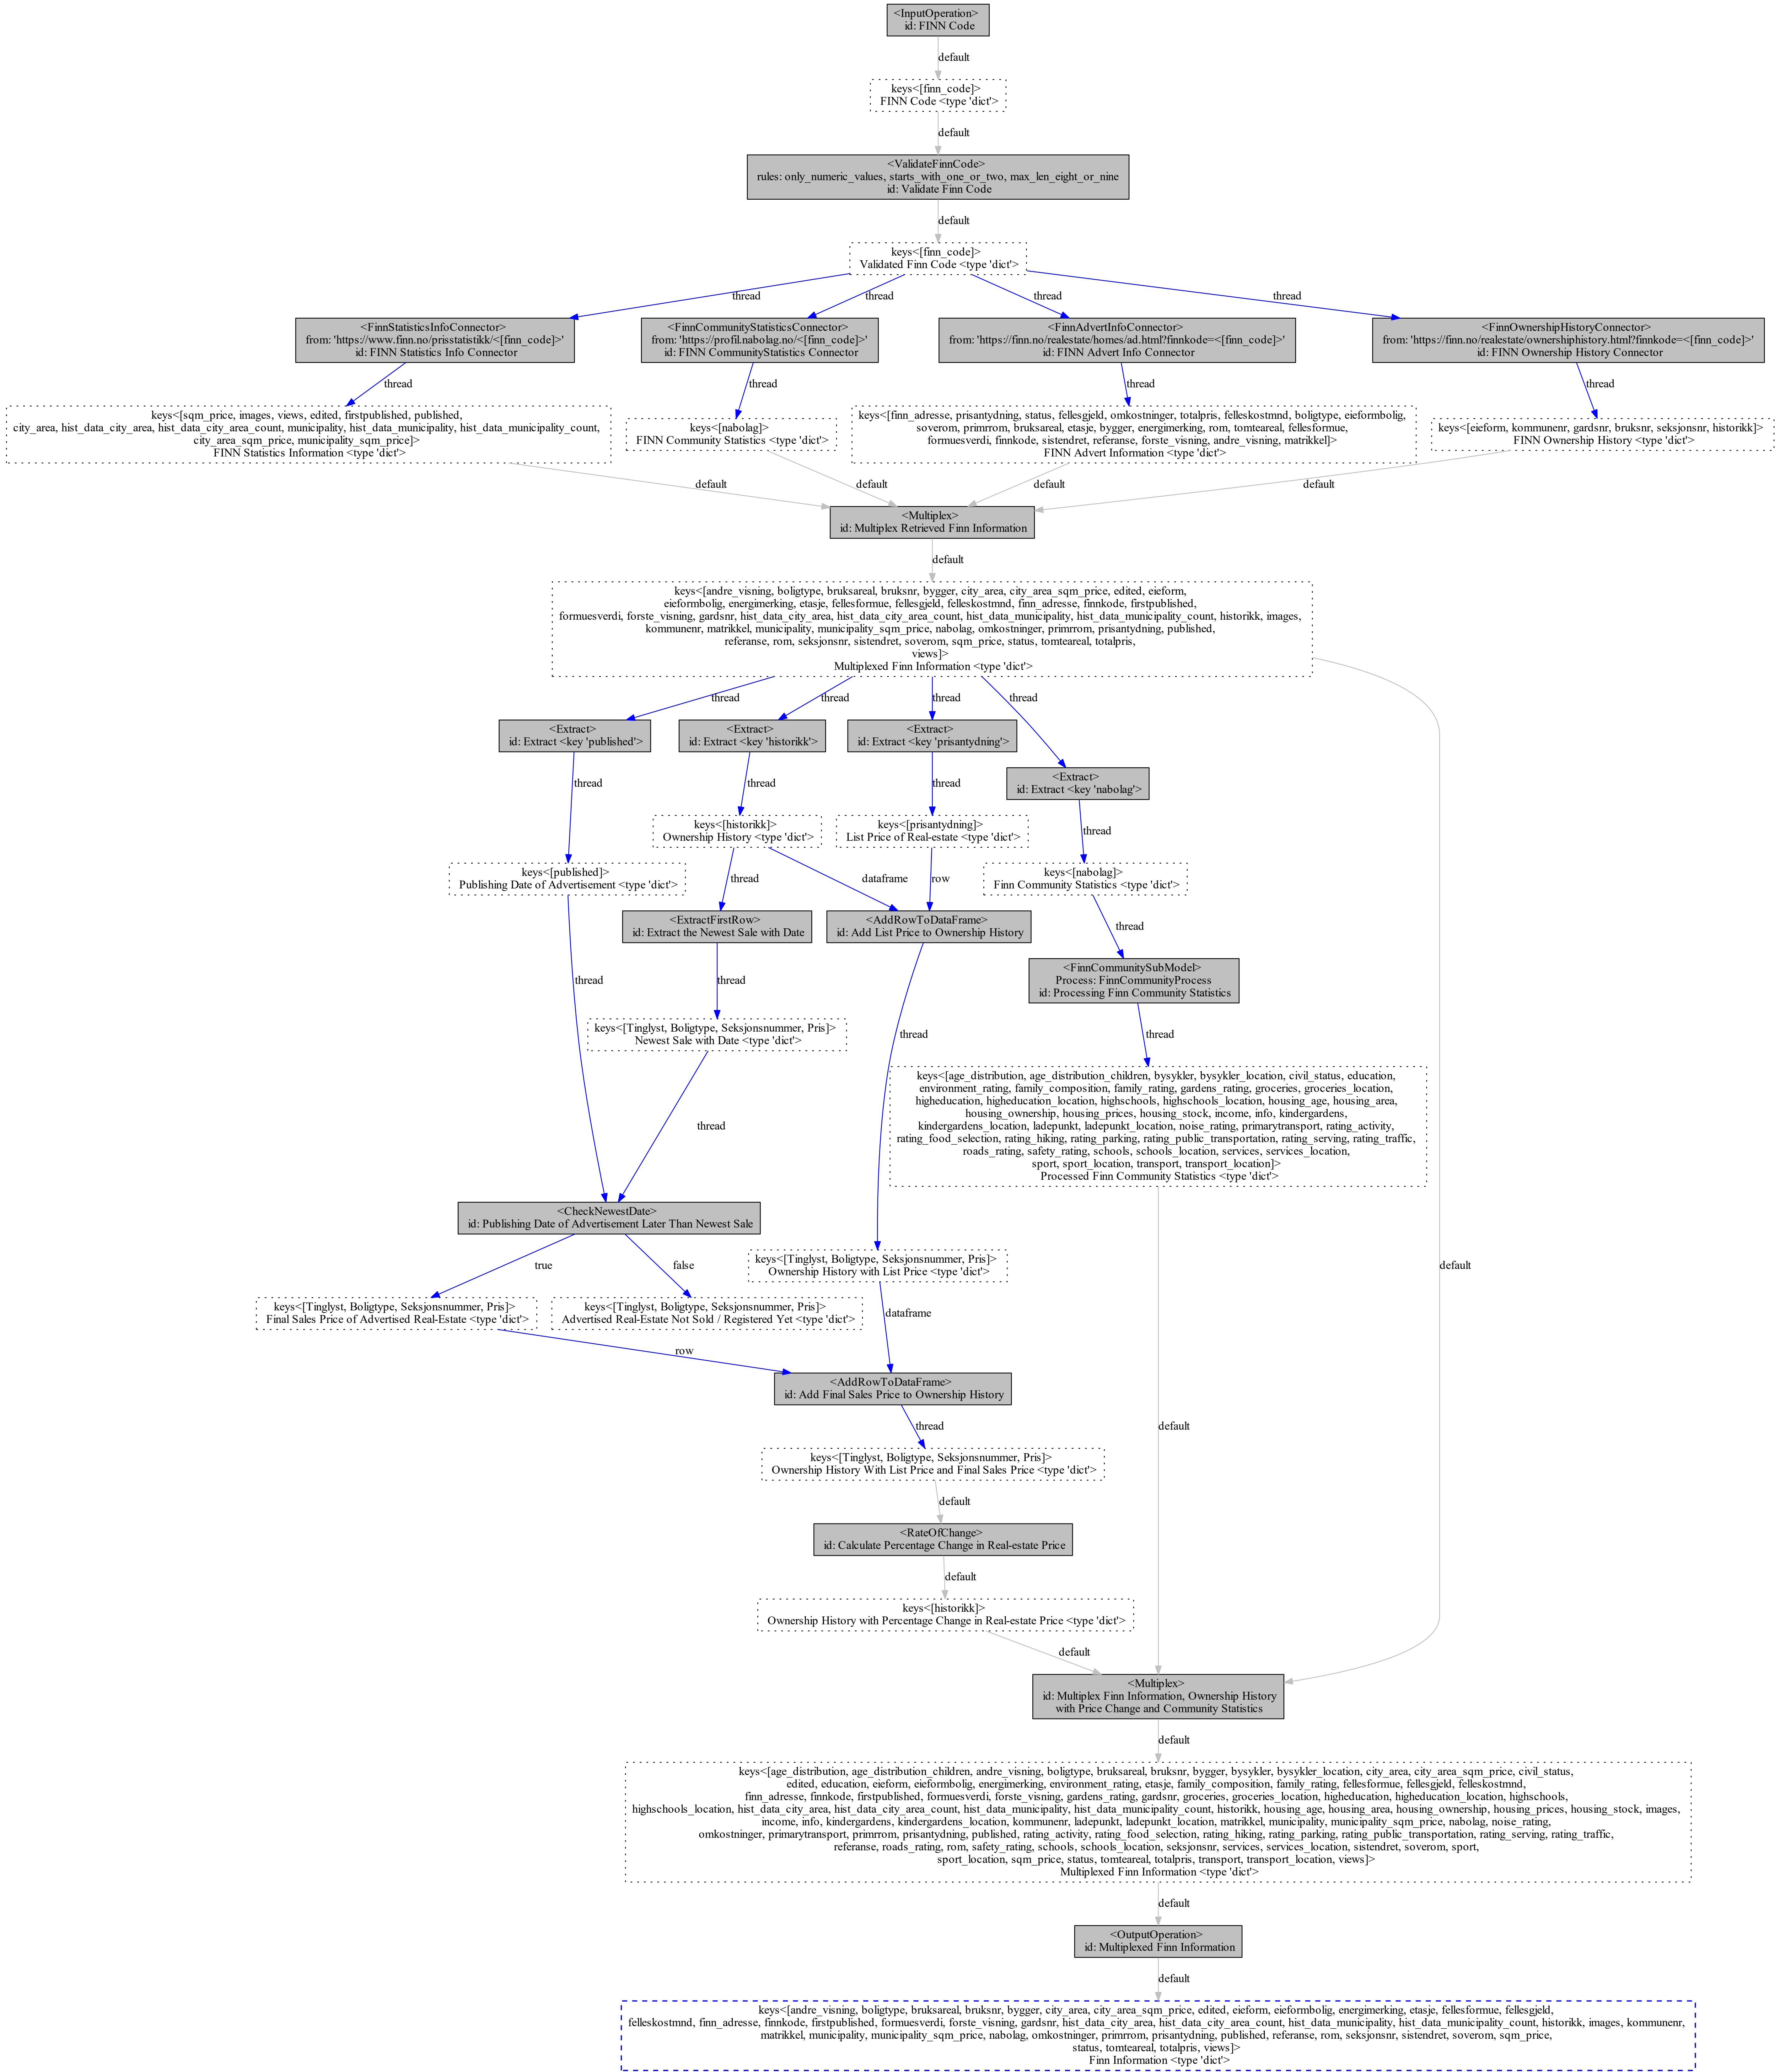 <InputOperation>
id: FINN Code
default
keys<[finn_code]>
FINN Code <type 'dict'>
default
<ValidateFinnCode>
rules: only_numeric_values, starts_with_one_or_two, max_len_eight_or_nine
id: Validate Finn Code
default
keys<[finn_code]>
Validated Finn Code <type 'dict'>
thread
thread
thread
thread
<FinnStatisticsInfoConnector>
from: 'https://www.finn.no/prisstatistikk/<[finn_code]>'
id: FINN Statistics Info Connector
<FinnCommunityStatisticsConnector>
from: 'https://profil.nabolag.no/<[finn_code]>'
id: FINN CommunityStatistics Connector
<FinnAdvertInfoConnector>
from: 'https://finn.no/realestate/homes/ad.html?finnkode=<[finn_code]>'
id: FINN Advert Info Connector
<FinnOwnershipHistoryConnector>
from: 'https://finn.no/realestate/ownershiphistory.html?finnkode=<[finn_code]>'
id: FINN Ownership History Connector
thread
thread
thread
thread
keys<[sqm_price, images, views, edited, firstpublished, published,
city_area, hist_data_city_area, hist_data_city_area_count, municipality, hist_data_municipality, hist_data_municipality_count,
city_area_sqm_price, municipality_sqm_price]>
FINN Statistics Information <type 'dict'>
keys<[nabolag]>
FINN Community Statistics <type 'dict'>
keys<[finn_adresse, prisantydning, status, fellesgjeld, omkostninger, totalpris, felleskostmnd, boligtype, eieformbolig,
soverom, primrrom, bruksareal, etasje, bygger, energimerking, rom, tomteareal, fellesformue,
formuesverdi, finnkode, sistendret, referanse, forste_visning, andre_visning, matrikkel]>
FINN Advert Information <type 'dict'>
keys<[eieform, kommunenr, gardsnr, bruksnr, seksjonsnr, historikk]>
FINN Ownership History <type 'dict'>
default
default
default
default
<Multiplex>
id: Multiplex Retrieved Finn Information
default
keys<[andre_visning, boligtype, bruksareal, bruksnr, bygger, city_area, city_area_sqm_price, edited, eieform,
eieformbolig, energimerking, etasje, fellesformue, fellesgjeld, felleskostmnd, finn_adresse, finnkode, firstpublished,
formuesverdi, forste_visning, gardsnr, hist_data_city_area, hist_data_city_area_count, hist_data_municipality, hist_data_municipality_count, historikk, images,
kommunenr, matrikkel, municipality, municipality_sqm_price, nabolag, omkostninger, primrrom, prisantydning, published,
referanse, rom, seksjonsnr, sistendret, soverom, sqm_price, status, tomteareal, totalpris,
views]>
Multiplexed Finn Information <type 'dict'>
thread
thread
thread
thread
<Extract>
id: Extract <key 'published'>
<Extract>
id: Extract <key 'historikk'>
<Extract>
id: Extract <key 'prisantydning'>
<Extract>
id: Extract <key 'nabolag'>
thread
thread
thread
thread
keys<[historikk]>
Ownership History <type 'dict'>
keys<[prisantydning]>
List Price of Real-estate <type 'dict'>
keys<[published]>
Publishing Date of Advertisement <type 'dict'>
keys<[nabolag]>
Finn Community Statistics <type 'dict'>
thread
dataframe
row
<ExtractFirstRow>
id: Extract the Newest Sale with Date
<AddRowToDataFrame>
id: Add List Price to Ownership History
thread
<FinnCommunitySubModel>
Process: FinnCommunityProcess
id: Processing Finn Community Statistics
thread
thread
thread
thread
keys<[Tinglyst, Boligtype, Seksjonsnummer, Pris]>
Newest Sale with Date <type 'dict'>
keys<[age_distribution, age_distribution_children, bysykler, bysykler_location, civil_status, education,
environment_rating, family_composition, family_rating, gardens_rating, groceries, groceries_location,
higheducation, higheducation_location, highschools, highschools_location, housing_age, housing_area,
housing_ownership, housing_prices, housing_stock, income, info, kindergardens,
kindergardens_location, ladepunkt, ladepunkt_location, noise_rating, primarytransport, rating_activity,
rating_food_selection, rating_hiking, rating_parking, rating_public_transportation, rating_serving, rating_traffic,
roads_rating, safety_rating, schools, schools_location, services, services_location,
sport, sport_location, transport, transport_location]>
Processed Finn Community Statistics <type 'dict'>
thread
<CheckNewestDate>
id: Publishing Date of Advertisement Later Than Newest Sale
true
false
keys<[Tinglyst, Boligtype, Seksjonsnummer, Pris]>
Ownership History with List Price <type 'dict'>
default
keys<[Tinglyst, Boligtype, Seksjonsnummer, Pris]>
Final Sales Price of Advertised Real-Estate <type 'dict'>
keys<[Tinglyst, Boligtype, Seksjonsnummer, Pris]>
Advertised Real-Estate Not Sold / Registered Yet <type 'dict'>
dataframe
row
<AddRowToDataFrame>
id: Add Final Sales Price to Ownership History
thread
default
keys<[Tinglyst, Boligtype, Seksjonsnummer, Pris]>
Ownership History With List Price and Final Sales Price <type 'dict'>
default
<RateOfChange>
id: Calculate Percentage Change in Real-estate Price
default
keys<[historikk]>
Ownership History with Percentage Change in Real-estate Price <type 'dict'>
default
<Multiplex>
id: Multiplex Finn Information, Ownership History
with Price Change and Community Statistics
default
keys<[age_distribution, age_distribution_children, andre_visning, boligtype, bruksareal, bruksnr, bygger, bysykler, bysykler_location, city_area, city_area_sqm_price, civil_status,
edited, education, eieform, eieformbolig, energimerking, environment_rating, etasje, family_composition, family_rating, fellesformue, fellesgjeld, felleskostmnd,
finn_adresse, finnkode, firstpublished, formuesverdi, forste_visning, gardens_rating, gardsnr, groceries, groceries_location, higheducation, higheducation_location, highschools,
highschools_location, hist_data_city_area, hist_data_city_area_count, hist_data_municipality, hist_data_municipality_count, historikk, housing_age, housing_area, housing_ownership, housing_prices, housing_stock, images,
income, info, kindergardens, kindergardens_location, kommunenr, ladepunkt, ladepunkt_location, matrikkel, municipality, municipality_sqm_price, nabolag, noise_rating,
omkostninger, primarytransport, primrrom, prisantydning, published, rating_activity, rating_food_selection, rating_hiking, rating_parking, rating_public_transportation, rating_serving, rating_traffic,
referanse, roads_rating, rom, safety_rating, schools, schools_location, seksjonsnr, services, services_location, sistendret, soverom, sport,
sport_location, sqm_price, status, tomteareal, totalpris, transport, transport_location, views]>
Multiplexed Finn Information <type 'dict'>
default
<OutputOperation>
id: Multiplexed Finn Information
default
keys<[andre_visning, boligtype, bruksareal, bruksnr, bygger, city_area, city_area_sqm_price, edited, eieform, eieformbolig, energimerking, etasje, fellesformue, fellesgjeld,
felleskostmnd, finn_adresse, finnkode, firstpublished, formuesverdi, forste_visning, gardsnr, hist_data_city_area, hist_data_city_area_count, hist_data_municipality, hist_data_municipality_count, historikk, images, kommunenr,
matrikkel, municipality, municipality_sqm_price, nabolag, omkostninger, primrrom, prisantydning, published, referanse, rom, seksjonsnr, sistendret, soverom, sqm_price,
status, tomteareal, totalpris, views]>
Finn Information <type 'dict'>